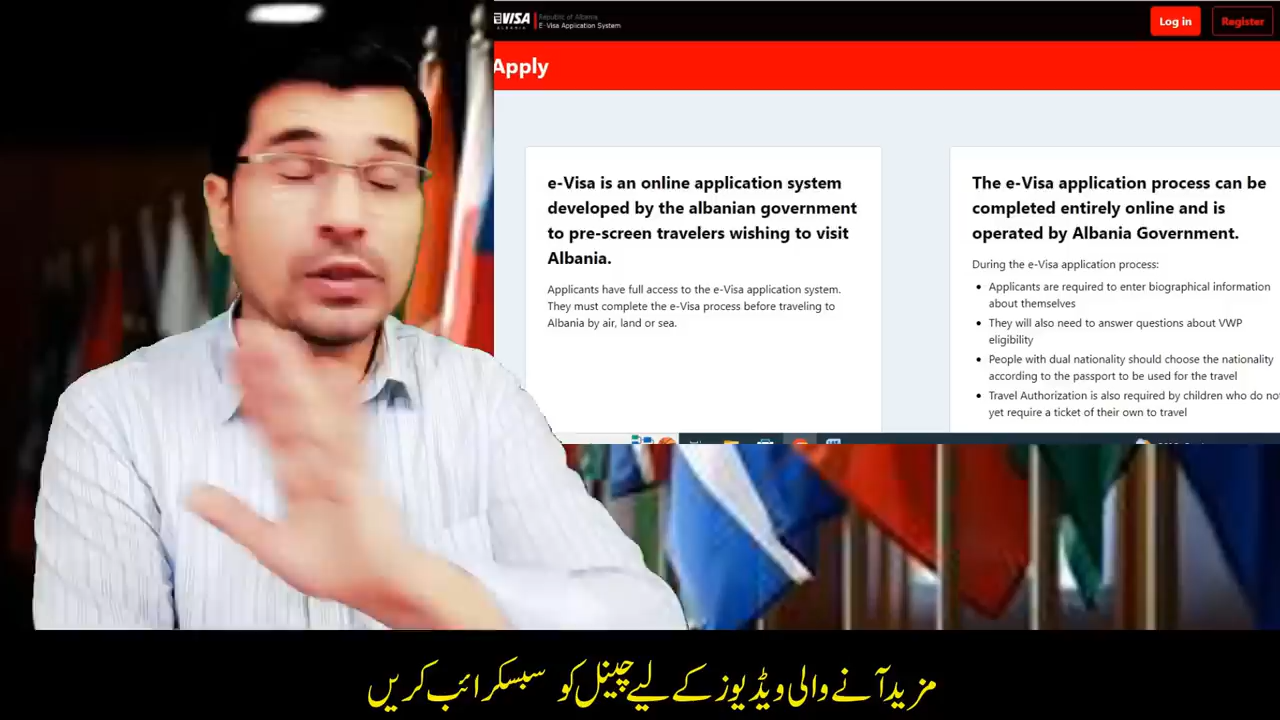 eVISA
ALBANIA
Republic of Albania
E-Visa Application System
Log in
Register
Apply
e-Visa is an online application system
developed by the albanian government
to pre-screen travelers wishing to visit
Albania.
Applicants have full access to the e-Visa application system.
They must complete the e-Visa process before traveling to
Albania by air, land or sea.
The e-Visa application process can be
completed entirely online and is
operated by Albania Government.
During the e-Visa application process:
Applicants are required to enter biographical information
about themselves
They will also need to answer questions about VWP
eligibility
People with dual nationality should choose the nationality
according to the passport to be used for the travel
Travel Authorization is also required by children who do not
yet require a ticket of their own to travel
مزید آنے والی ویڈیوز کے لیے چینل کو سبسکرائب کریں